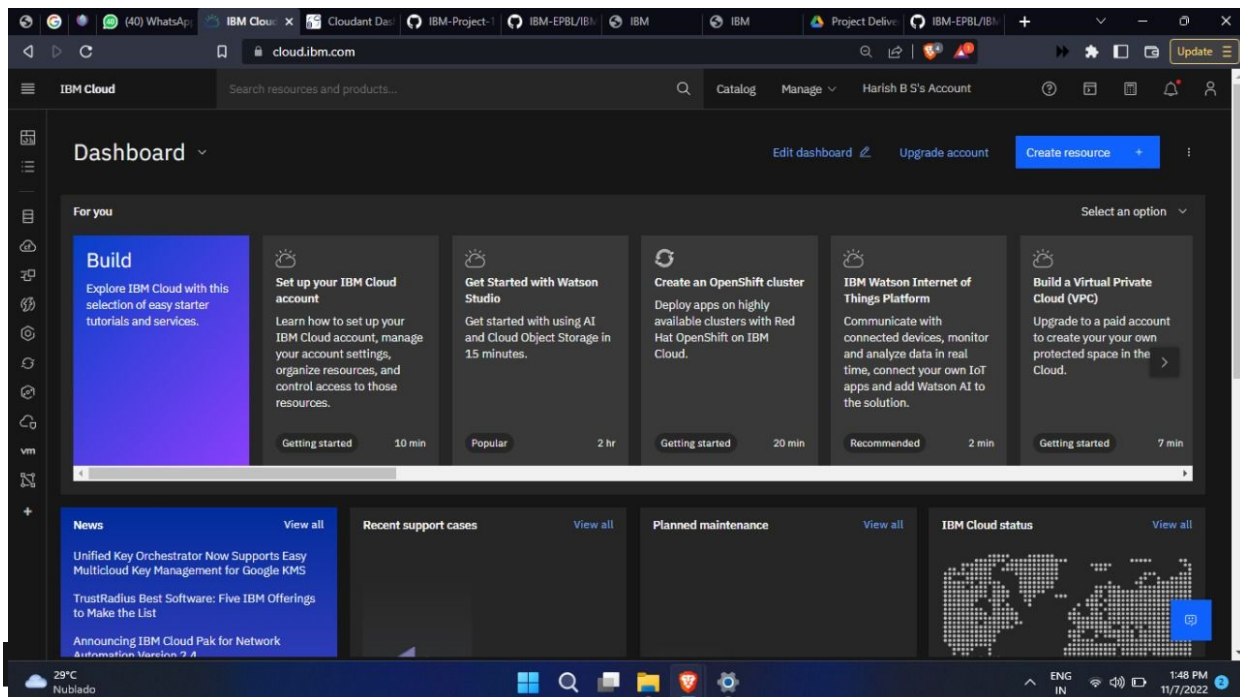 (40) WhatsApp
IBM Cloud
Cloudant Das
IBM-Project-1
IBM-EPBL/IBM
IBM
IBM
Project Delive
IBM-EPBL/IBM
cloud.ibm.com
Update
IBM Cloud
Search resources and products...
Catalog
Manage
Harish B S's Account
Dashboard
Edit dashboard
Upgrade account
Create resource +
For you
Select an option
Build
Explore IBM Cloud with this
selection of easy starter
tutorials and services.
Set up your IBM Cloud
account
Learn how to set up your
IBM Cloud account, manage
your account settings,
organize resources, and
control access to those
resources.
Getting started
10 min
Get Started with Watson
Studio
Get started with using AI
and Cloud Object Storage in
15 minutes.
Popular
2 hr
Create an OpenShift cluster
Deploy apps on highly
available clusters with Red
Hat OpenShift on IBM
Cloud.
Getting started
20 min
IBM Watson Internet of
Things Platform
Communicate with
connected devices, monitor
and analyze data in real
time, connect your own IoT
apps and add Watson AI to
the solution.
Recommended
2 min
Build a Virtual Private
Cloud (VPC)
Upgrade to a paid account
to create your your own
protected space in the
Cloud.
Getting started
7 min
vm
News
View all
Unified Key Orchestrator Now Supports Easy
Multicloud Key Management for Google KMS
TrustRadius Best Software: Five IBM Offerings
to Make the List
Announcing IBM Cloud Pak for Network
Automation Version 2.4
Recent support cases
View all
Planned maintenance
View all
IBM Cloud status
View all
29°C
Nublado
ENG
IN
1:48 PM
11/7/2022
2